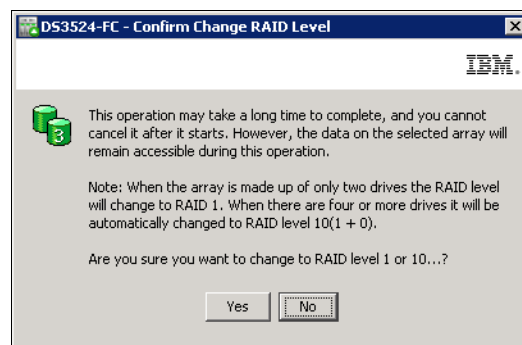 DS3524-FC - Confirm Change RAID Level
IBM.
This operation may take a long time to complete, and you cannot
cancel it after it starts. However, the data on the selected array will
remain accessible during this operation.
3
Note: When the array is made up of only two drives the RAID level
will change to RAID 1. When there are four or more drives it will be
automatically changed to RAID level 10(1 + 0).
Are you sure you want to change to RAID level 1 or 10...?
Yes
No